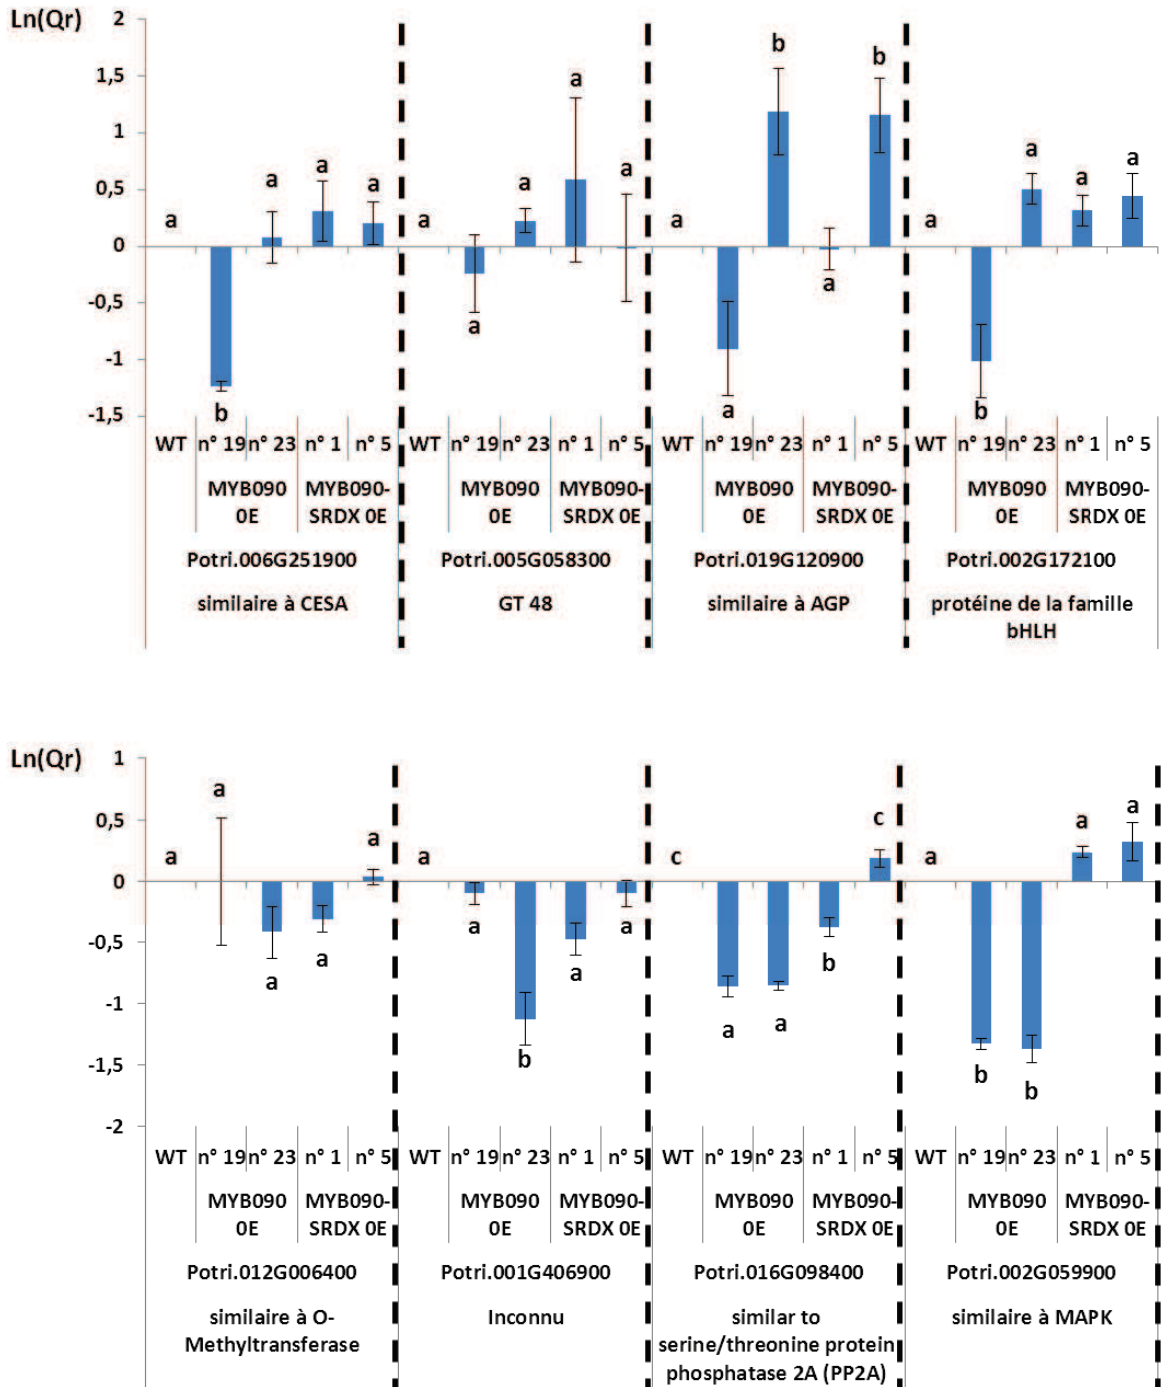 Ln(Qr)
2
1,5
1
0,5
0
-0,5
-1
-1,5
a b a a a
a a a a a
a a b a b
a b a a a
WT n° 19 n° 23 n° 1 n° 5 WT n° 19 n° 23 n° 1 n° 5 WT n° 19 n° 23 n° 1 n° 5 WT n° 19 n° 23 n° 1 n° 5
MYB090 MYB090- MYB090 MYB090- MYB090 MYB090- MYB090 MYB090-
0E SRDX 0E 0E SRDX 0E 0E SRDX 0E 0E SRDX 0E
Potri.006G251900 Potri.005G058300 Potri.019G120900 Potri.002G172100
similaire à CESA GT 48 similaire à AGP protéine de la famille
bHLH
Ln(Qr)
1
0,5
0
-0,5
-1
-1,5
-2
a a a a a
a a b a a
c a a b c
a b b a a
WT n° 19 n° 23 n° 1 n° 5 WT n° 19 n° 23 n° 1 n° 5 WT n° 19 n° 23 n° 1 n° 5 WT n° 19 n° 23 n° 1 n° 5
MYB090 MYB090- MYB090 MYB090- MYB090 MYB090- MYB090 MYB090-
0E SRDX 0E 0E SRDX 0E 0E SRDX 0E 0E SRDX 0E
Potri.012G006400 Potri.001G406900 Potri.016G098400 Potri.002G059900
similaire à O- Inconnu similar to similaire à MAPK
Methyltransferase serine/threonine protein
phosphatase 2A (PP2A)